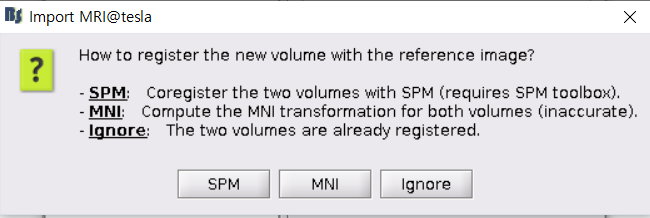 Import MRI@tesla
How to register the new volume with the reference image?
- SPM:   Coregister the two volumes with SPM (requires SPM toolbox).
- MNI:   Compute the MNI transformation for both volumes (inaccurate).
- Ignore:   The two volumes are already registered.
SPM
MNI
Ignore